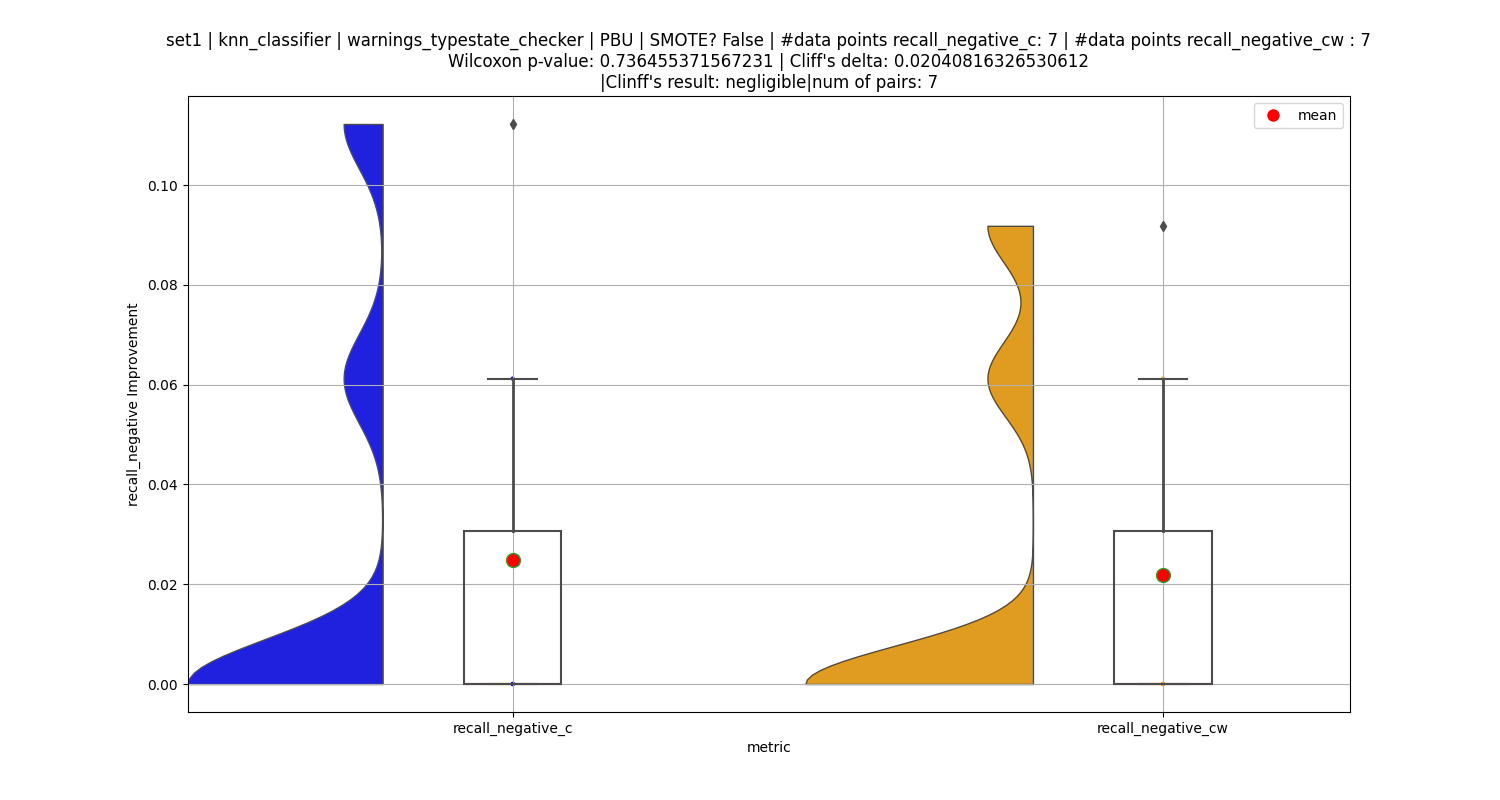 set1 | knn_classifier | warnings_typestate_checker | PBU | SMOTE? False | #data points recall_negative_c: 7 | #data points recall_negative_cw : 7
Wilcoxon p-value: 0.736455371567231 | Cliff's delta: 0.02040816326530612
|Clinff's result: negligible|num of pairs: 7
mean
recall_negative Improvement
0.10
0.08
0.06
0.04
0.02
0.00
recall_negative_c
recall_negative_cw
metric